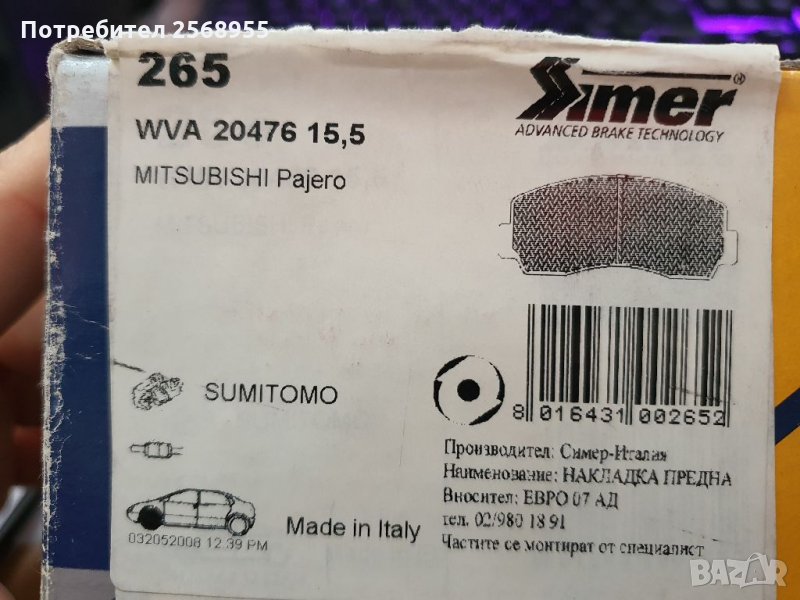 Потребител 2568955
265
Simer®
ADVANCED BRAKE TECHNOLOGY
WVA 20476 15,5
MITSUBISHI Pajero
SUMITOMO
8 016431 002652
Производител: Симер-Италия
Наименование: НАКЛАДКА ПРЕДНА
Вносител: ЕВРО 07 АД
тел. 02/980 18 91
Частите се монтират от специалист
Made in Italy
032052008 12:39 PM
BAZAR